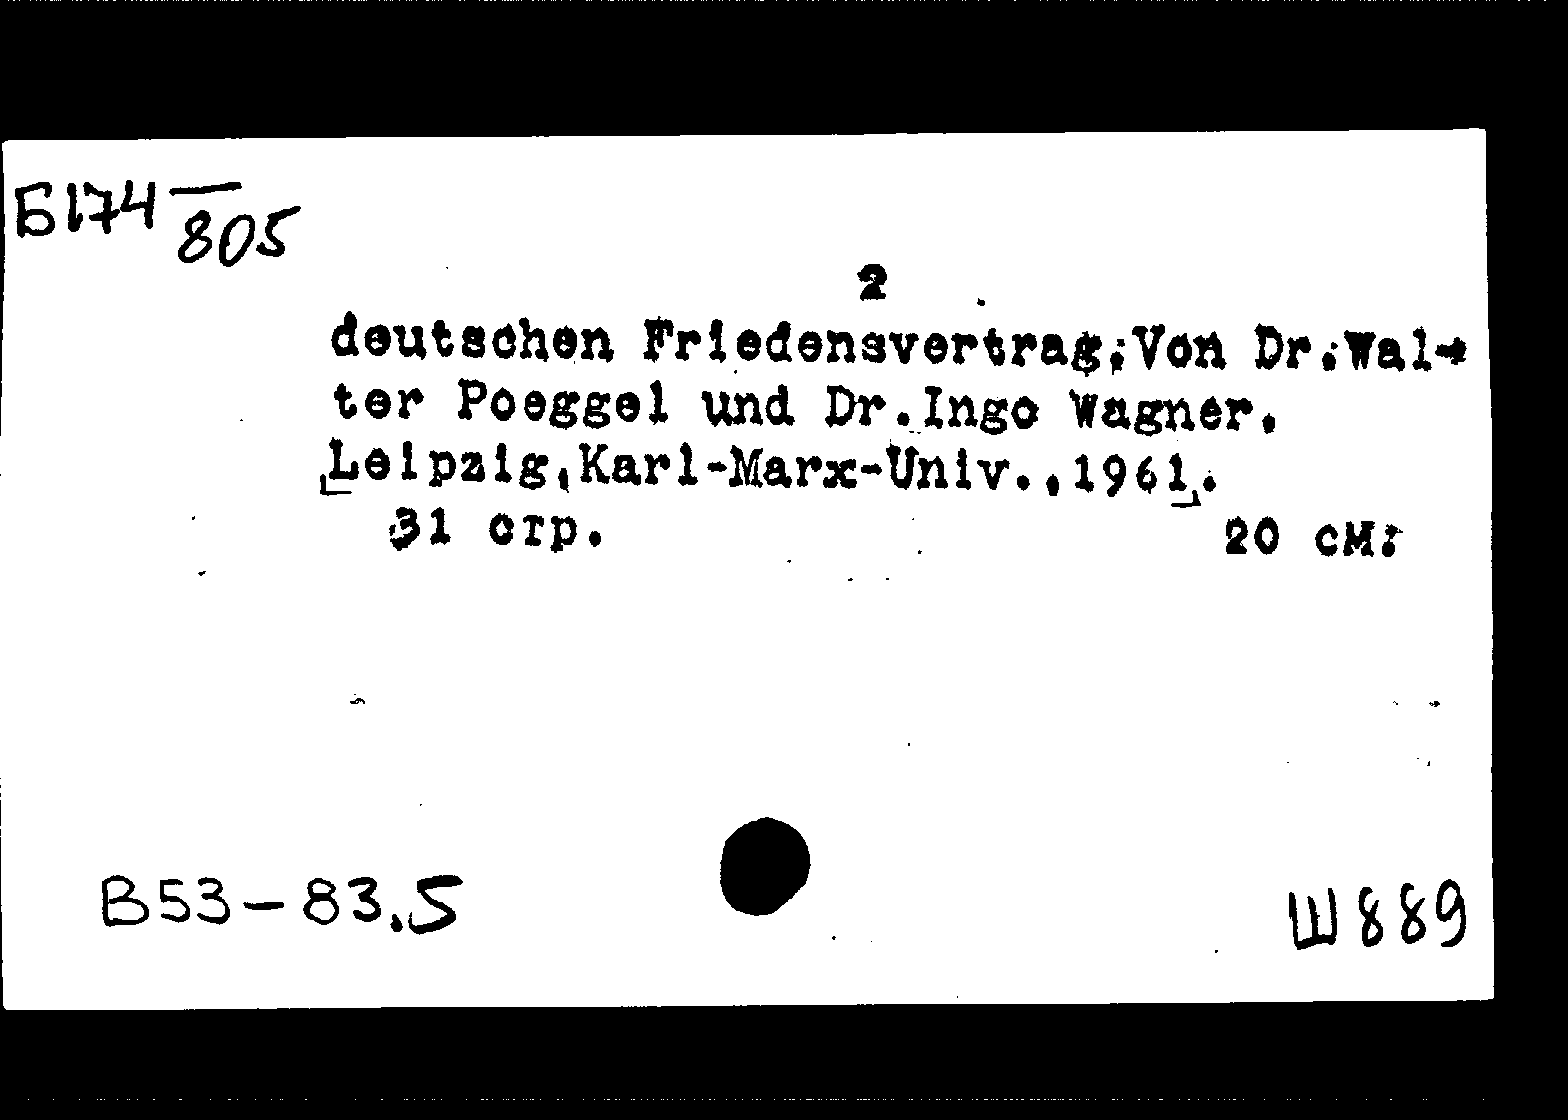 Б174—
805
2
deutschen Friedensvertrag.Von Dr.Wal-
ter Poeggel und Dr.Ingo Wagner.
[Leipzig,Karl-Marx-Univ.,1961].
31 стр. 20 см.
В53-83.5
Ш889